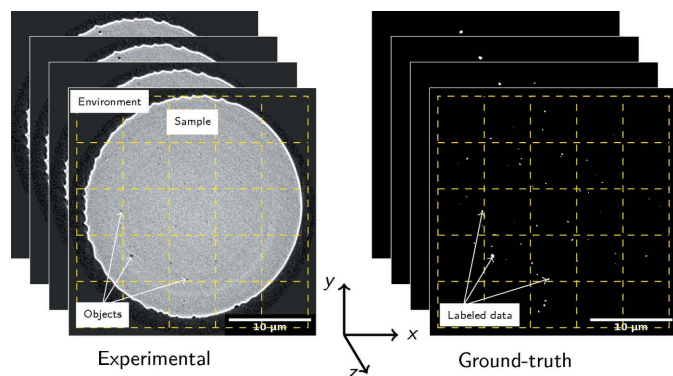 Environment
Sample
Objects
10 μm
Experimental
y
x
z
Labeled data
10 μm
Ground-truth